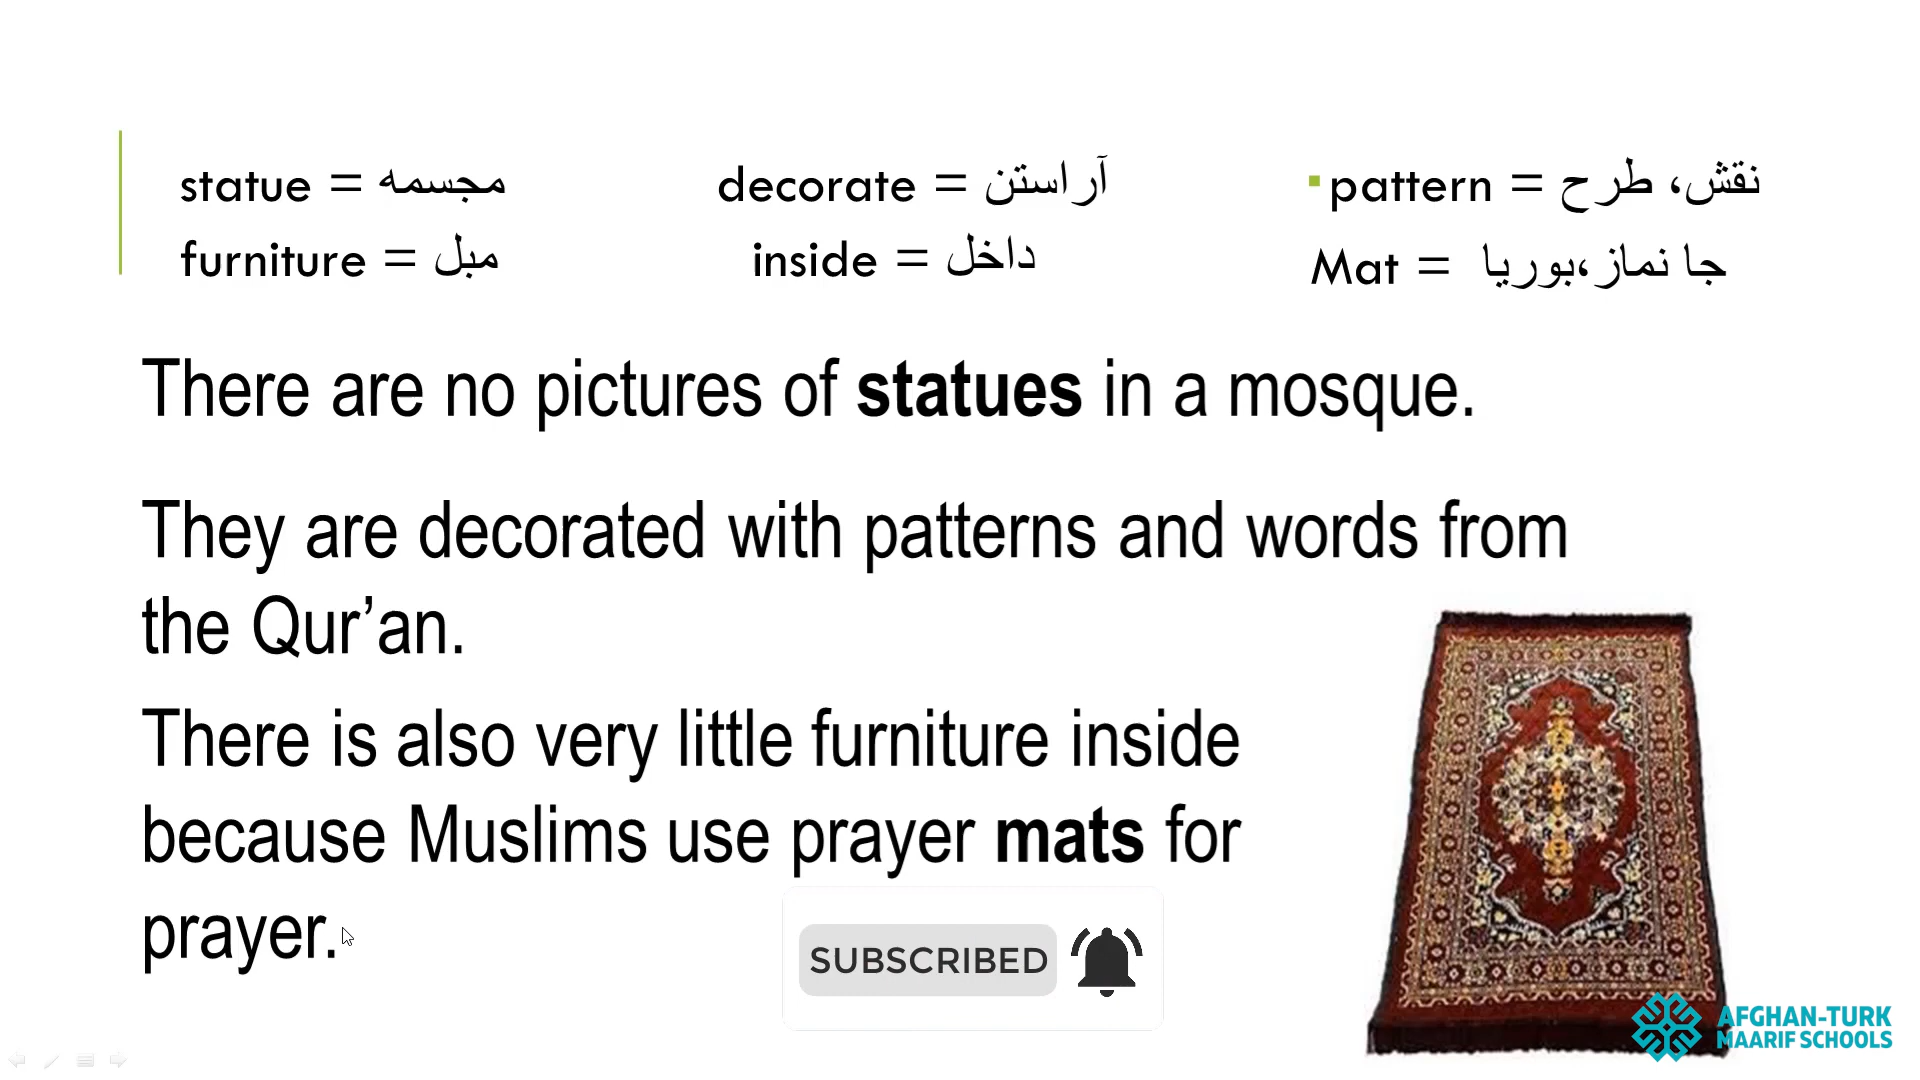 statue = مجسمه
furniture = مبل
decorate = آراستن
inside = داخل
pattern = نقش، طرح
Mat = جا نماز،بوریا
There are no pictures of statues in a mosque.
They are decorated with patterns and words from
the Qur’an.
There is also very little furniture inside
because Muslims use prayer mats for
prayer.
SUBSCRIBED
AFGHAN-TURK
MAARIF SCHOOLS